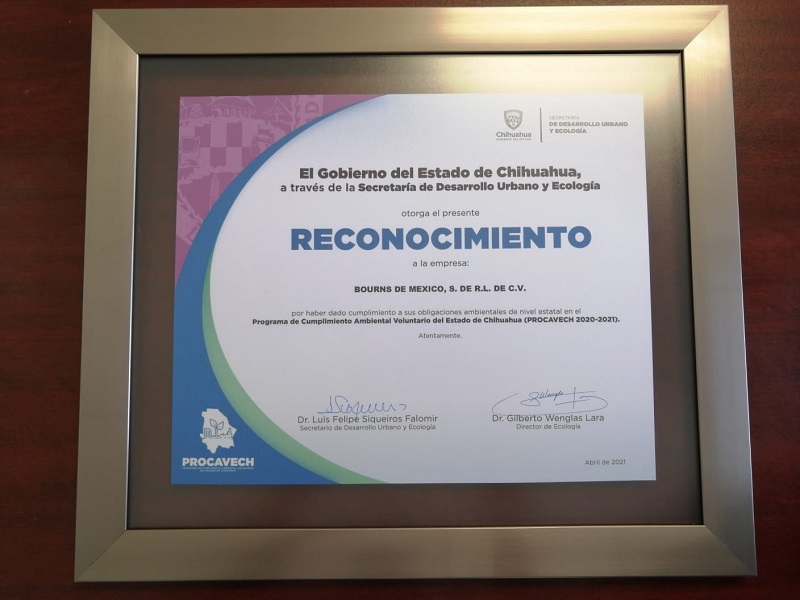 Chihuahua
SECRETARÍA
DE DESARROLLO URBANO
Y ECOLOGÍA
El Gobierno del Estado de Chihuahua,
a través de la Secretaría de Desarrollo Urbano y Ecología
otorga el presente
RECONOCIMIENTO
a la empresa:
BOURNS DE MEXICO, S. DE R.L. DE C.V.
por haber dado cumplimiento a sus obligaciones ambientales de nivel estatal en el
Programa de Cumplimiento Ambiental Voluntario del Estado de Chihuahua (PROCAVECH 2020-2021).
Atentamente.
Dr. Luis Felipe Siqueiros Falomir
Secretario de Desarrollo Urbano y Ecología
Dr. Gilberto Wenglas Lara
Director de Ecología
PROCAVECH
Abril de 2021